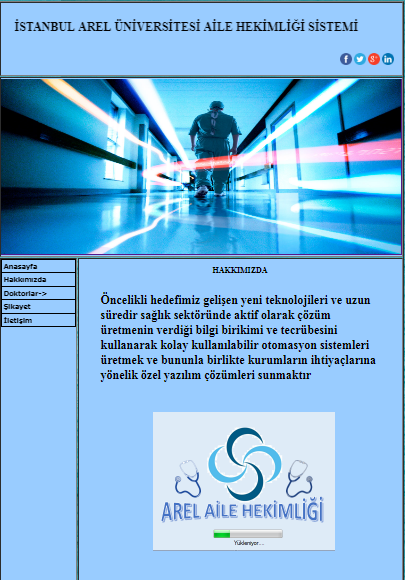 İSTANBUL AREL ÜNİVERSİTESİ AİLE HEKİMLİĞİ SİSTEMİ
Anasayfa
Hakkımızda
Doktorlar->
Şikayet
İletişim
HAKKIMIZDA
Öncelikli hedefimiz gelişen yeni teknolojileri ve uzun
süredir sağlık sektöründe aktif olarak çözüm
üretmenin verdiği bilgi birikimi ve tecrübesini
kullanarak kolay kullanılabilir otomasyon sistemleri
üretmek ve bununla birlikte kurumların ihtiyaçlarına
yönelik özel yazılım çözümleri sunmaktır
AREL AİLE HEKİMLİĞİ
Yükleniyor...